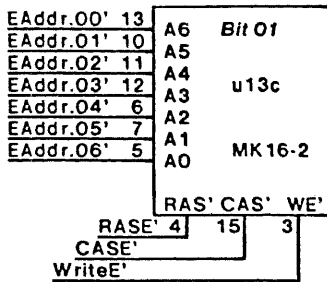 EAddr.00' 13 A6 Bit 01
EAddr.01' 10 A5
EAddr.02' 11 A4 u13c
EAddr.03' 12 A3
EAddr.04' 6 A2
EAddr.05' 7 A1 MK16-2
EAddr.06' 5 A0
RAS' CAS' WE'
RASE' 4 15 3
CASE'
WriteE'